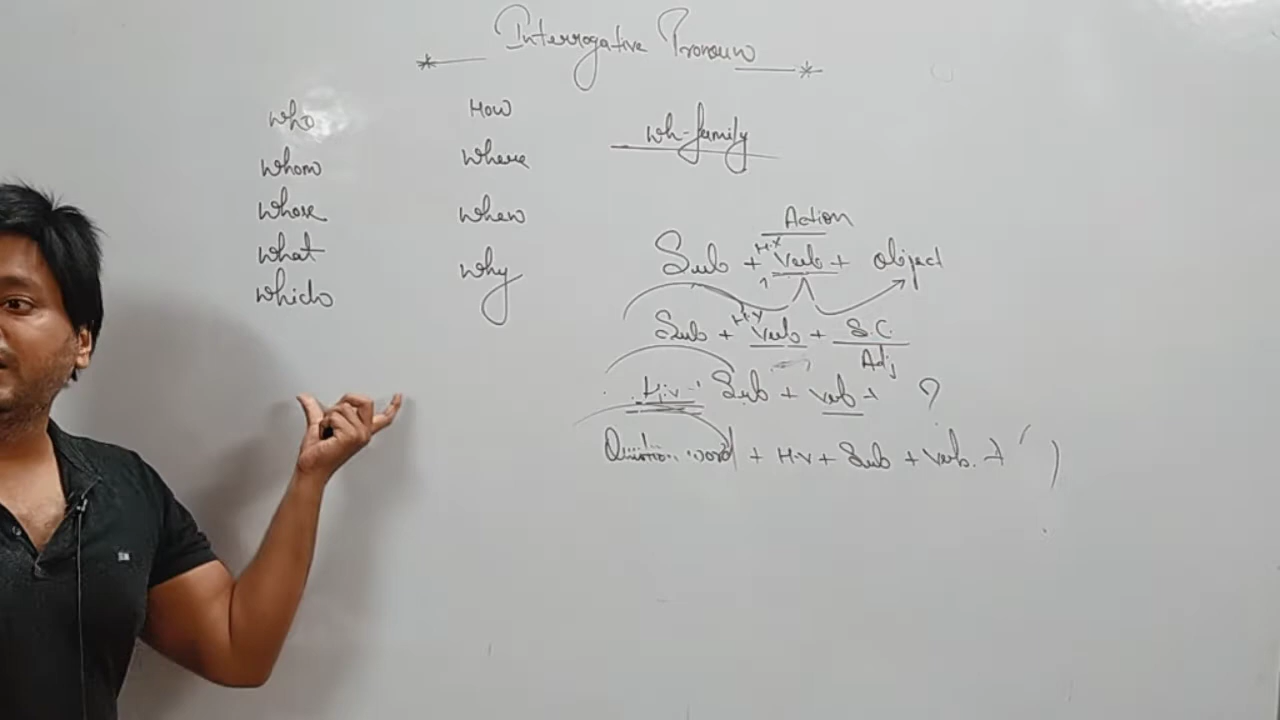 Interrogative Pronoun
Who
Whom
Whose
What
Which
How
Where
When
Why
Wh-family
Action
Sub + H.V Verb + object
Sub + H.V Verb + S.C.
Adj
H.V Sub + Verb + ?
Question word + H.V + Sub + Verb +